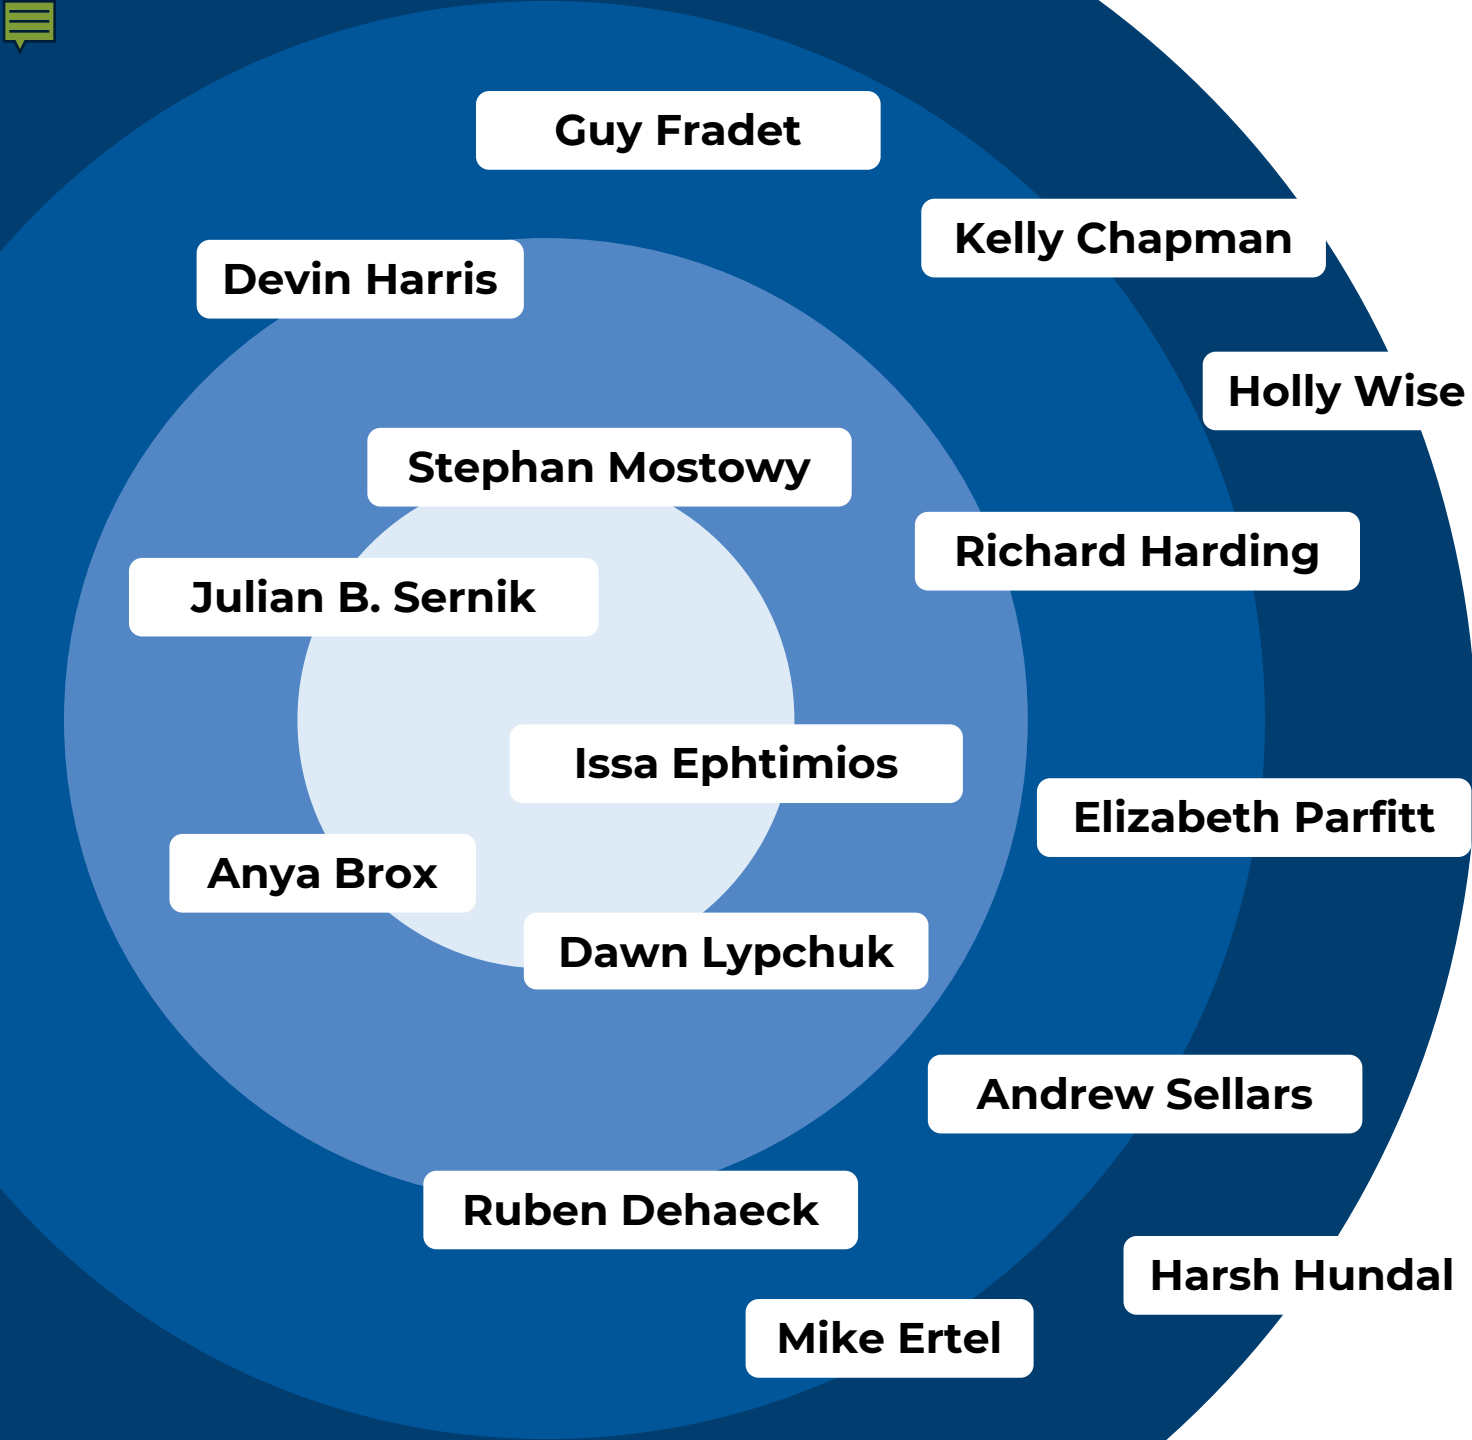 Guy Fradet
Kelly Chapman
Devin Harris
Holly Wise
Stephan Mostowy
Richard Harding
Julian B. Sernik
Issa Ephtimios
Elizabeth Parfitt
Anya Brox
Dawn Lypchuk
Andrew Sellars
Ruben Dehaeck
Harsh Hundal
Mike Ertel